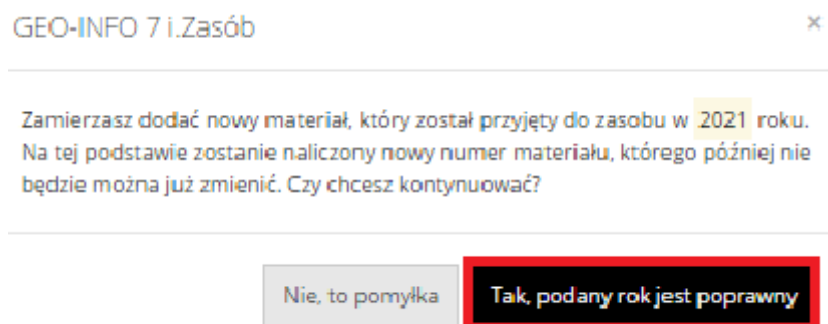 GEO-INFO 7 i.Zasób ×
Zamierzasz dodać nowy materiał, który został przyjęty do zasobu w 2021 roku.
Na tej podstawie zostanie naliczony nowy numer materiału, którego później nie
będzie można już zmienić. Czy chcesz kontynuować?
Nie, to pomyłka Tak, podany rok jest poprawny